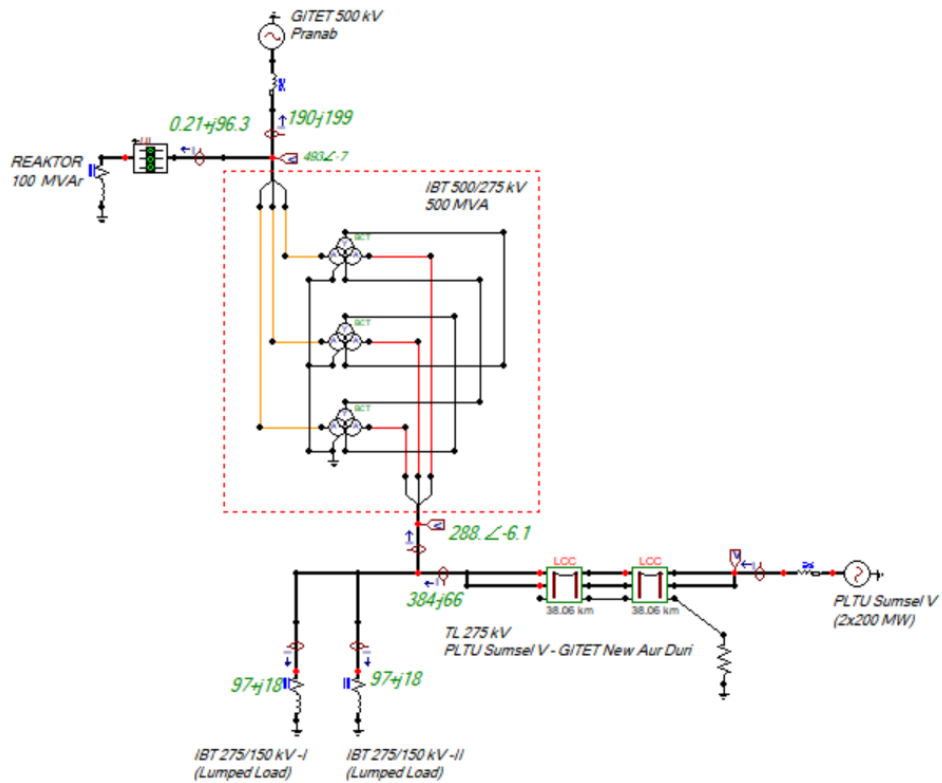 GITET 500 kV
Pranab
190-j199
0.21+j96.3
493∠-7
REAKTOR
100 MVAr
IBT 500/275 kV
500 MVA
BCT
BCT
BCT
288.∠-6.1
LCC
LCC
384-j66
38.06 km
38.06 km
PLTU Sumsel V
(2x200 MW)
TL 275 kV
PLTU Sumsel V - GITET New Aur Duri
97+j18
97+j18
IBT 275/150 kV -I
(Lumped Load)
IBT 275/150 kV -II
(Lumped Load)